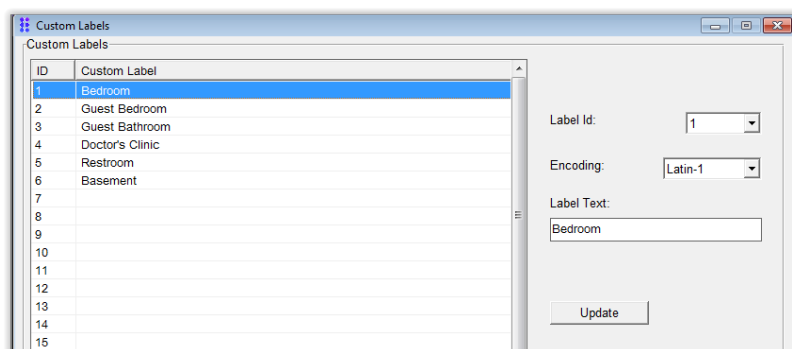 Custom Labels
Custom Labels
ID Custom Label
1 Bedroom
2 Guest Bedroom
3 Guest Bathroom
4 Doctor's Clinic
5 Restroom
6 Basement
7
8
9
10
11
12
13
14
15
Label Id: 1
Encoding: Latin-1
Label Text:
Bedroom
Update